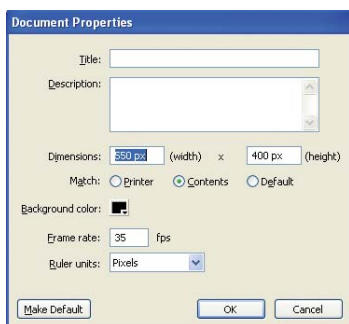 Document Properties
Title:
Description:
Dimensions: 550 px (width) x 400 px (height)
Match: Printer Contents Default
Background color:
Frame rate: 35 fps
Ruler units: Pixels
Make Default OK Cancel